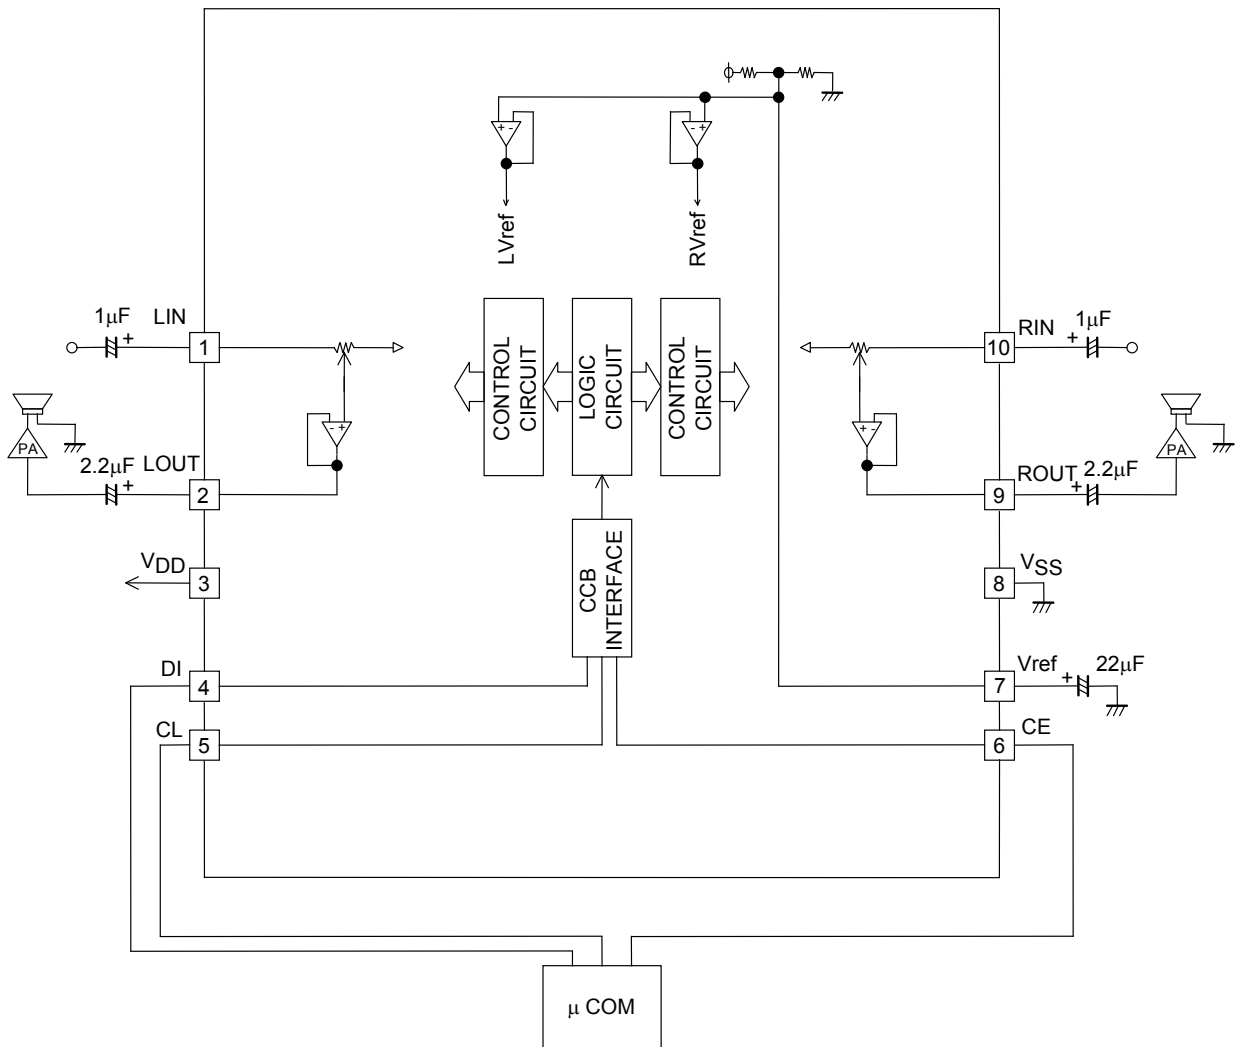 LVref
RVref
1µF
+
LIN
1
RIN
+
1µF
10
CONTROL
CIRCUIT
LOGIC
CIRCUIT
CONTROL
CIRCUIT
+ -
- +
- +
+ -
PA
2.2µF
+
LOUT
2
PA
ROUT
+
2.2µF
9
VDD
3
VSS
8
CCB
INTERFACE
DI
4
Vref
+
22µF
7
CL
5
CE
6
µ COM